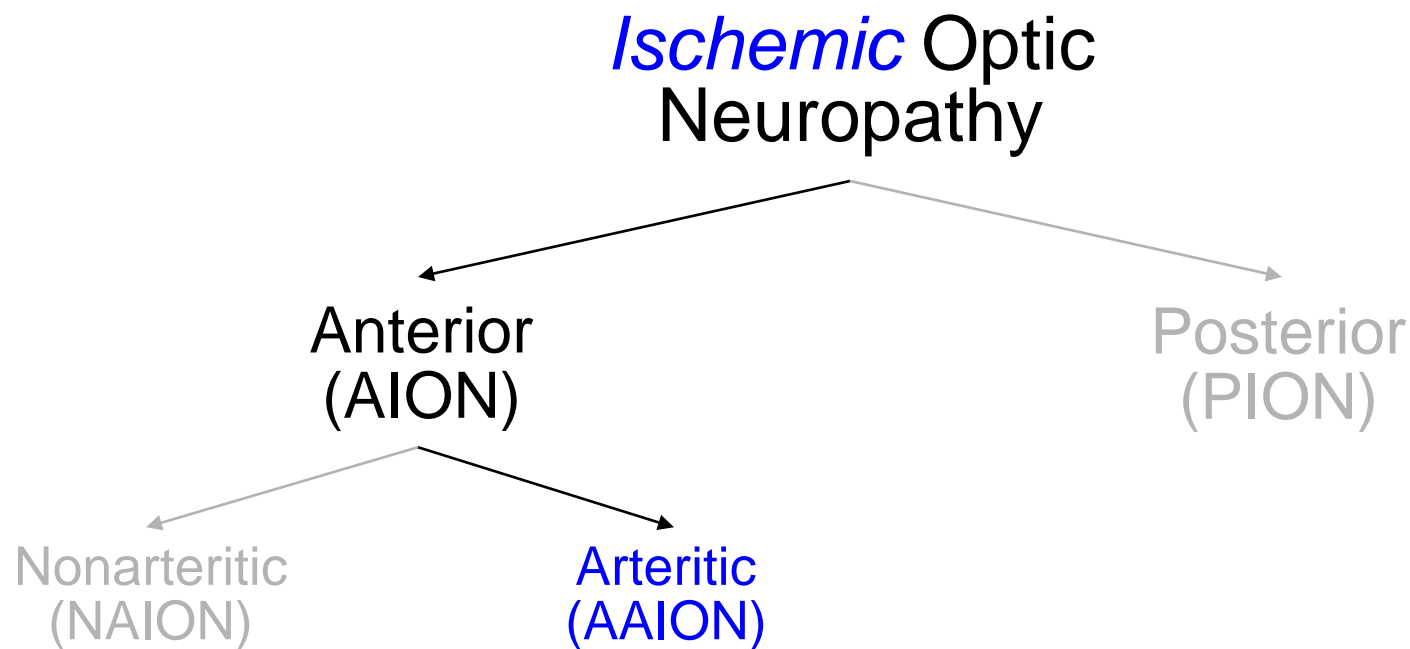 Ischemic Optic
Neuropathy
Anterior
(AION)
Posterior
(PION)
Nonarteritic
(NAION)
Arteritic
(AAION)